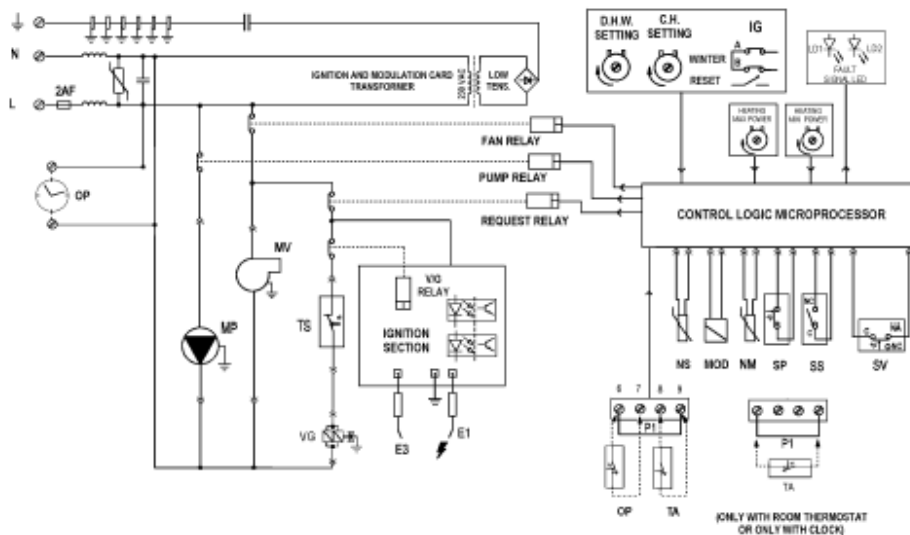 D.H.W. SETTING
C.H. SETTING
IG
A
B
WINTER
RESET
LD1
LD2
FAULT
SIGNAL LED
N
L
2AF
IGNITION AND MODULATION CARD
TRANSFORMER
220 VAC
LOW
TENS.
HEATING
MAX POWER
HEATING
MIN. POWER
FAN RELAY
PUMP RELAY
REQUEST RELAY
CONTROL LOGIC MICROPROCESSOR
OP
MV
MP
TS
VG
V/G
RELAY
IGNITION
SECTION
E3
E1
NC
C
C
NA
NS
MOD
NM
SP
SS
SV
6 7 8 9
P1
OP
TA
P1
TA
(ONLY WITH ROOM THERMOSTAT
OR ONLY WITH CLOCK)